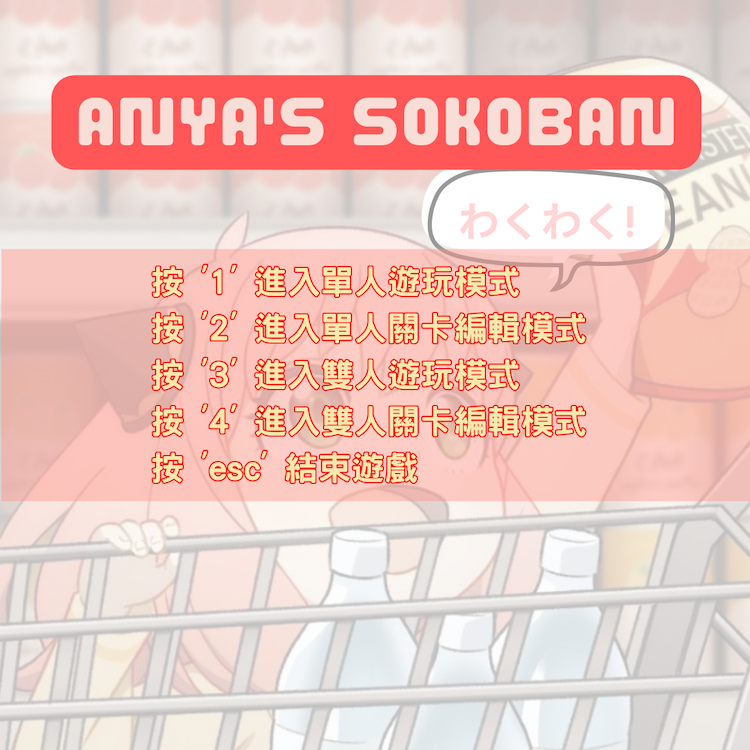 ANYA'S SOKOBAN
わくわく!
按 '1' 進入單人遊玩模式
按 '2' 進入單人關卡編輯模式
按 '3' 進入雙人遊玩模式
按 '4' 進入雙人關卡編輯模式
按 'esc' 結束遊戲